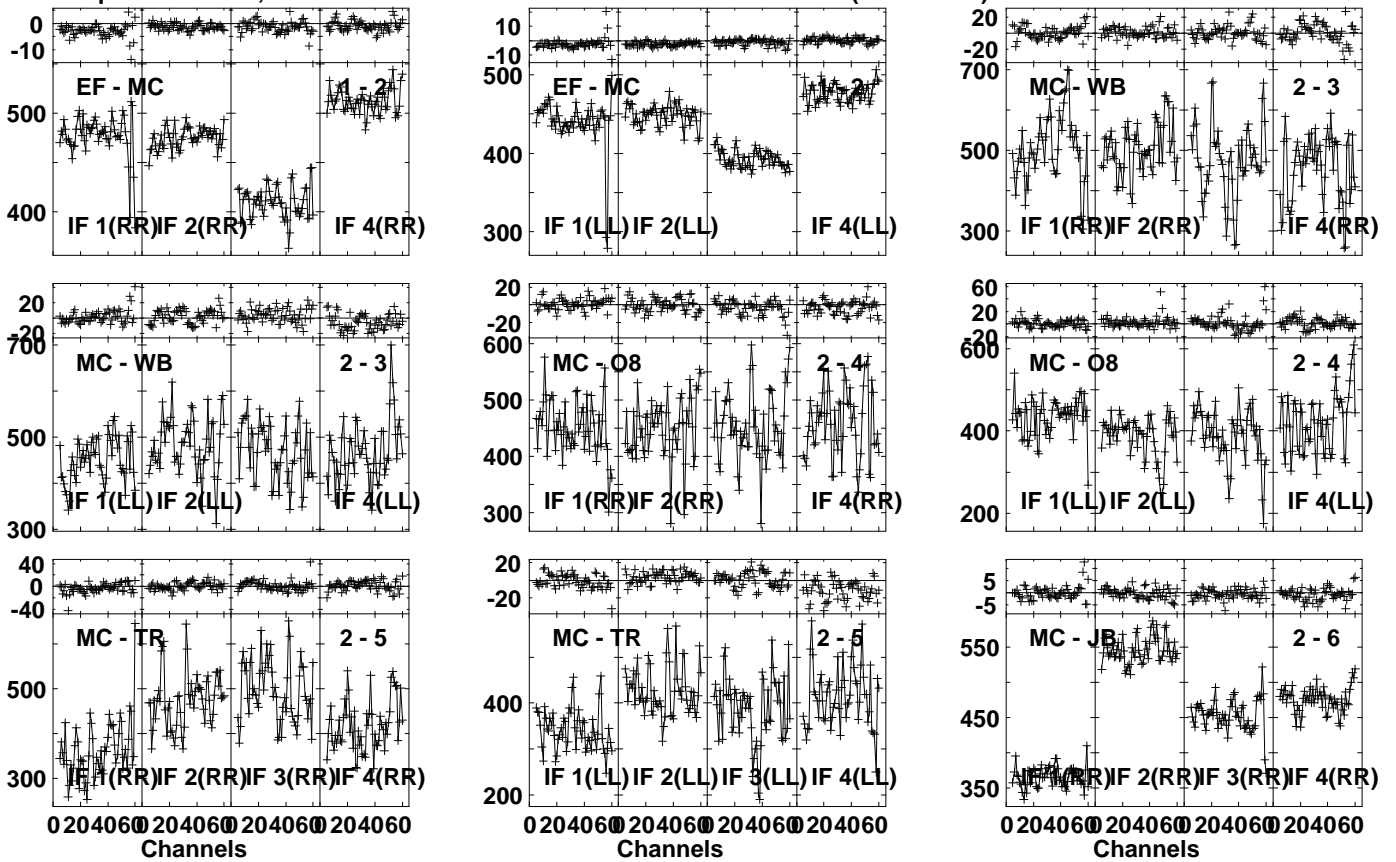 0
-10
EF - MC
1 - 2
500
400
IF 1(RR)
IF 2(RR)
IF 4(RR)
10
-10
500
EF - MC
1 - 2
400
300
IF 1(LL)
IF 2(LL)
IF 4(LL)
20
-20
700
MC - WB
2 - 3
500
300
IF 1(RR)
IF 2(RR)
IF 4(RR)
20
-20
700
MC - WB
2 - 3
500
300
IF 1(LL)
IF 2(LL)
IF 4(LL)
20
-20
600
MC - O8
2 - 4
500
400
300
IF 1(RR)
IF 2(RR)
IF 4(RR)
60
20
-20
600
MC - O8
2 - 4
400
200
IF 1(LL)
IF 2(LL)
IF 4(LL)
40
0
-40
MC - TR
2 - 5
500
300
IF 1(RR)
IF 2(RR)
IF 3(RR)
IF 4(RR)
0 20 40 60 0 20 40 60 0 20 40 60 0 20 40 60
Channels
20
-20
MC - TR
2 - 5
400
200
IF 1(LL)
IF 2(LL)
IF 3(LL)
IF 4(LL)
0 20 40 60 0 20 40 60 0 20 40 60 0 20 40 60
Channels
5
-5
MC - JB
2 - 6
550
450
350
IF 1(RR)
IF 2(RR)
IF 3(RR)
IF 4(RR)
0 20 40 60 0 20 40 60 0 20 40 60 0 20 40 60
Channels